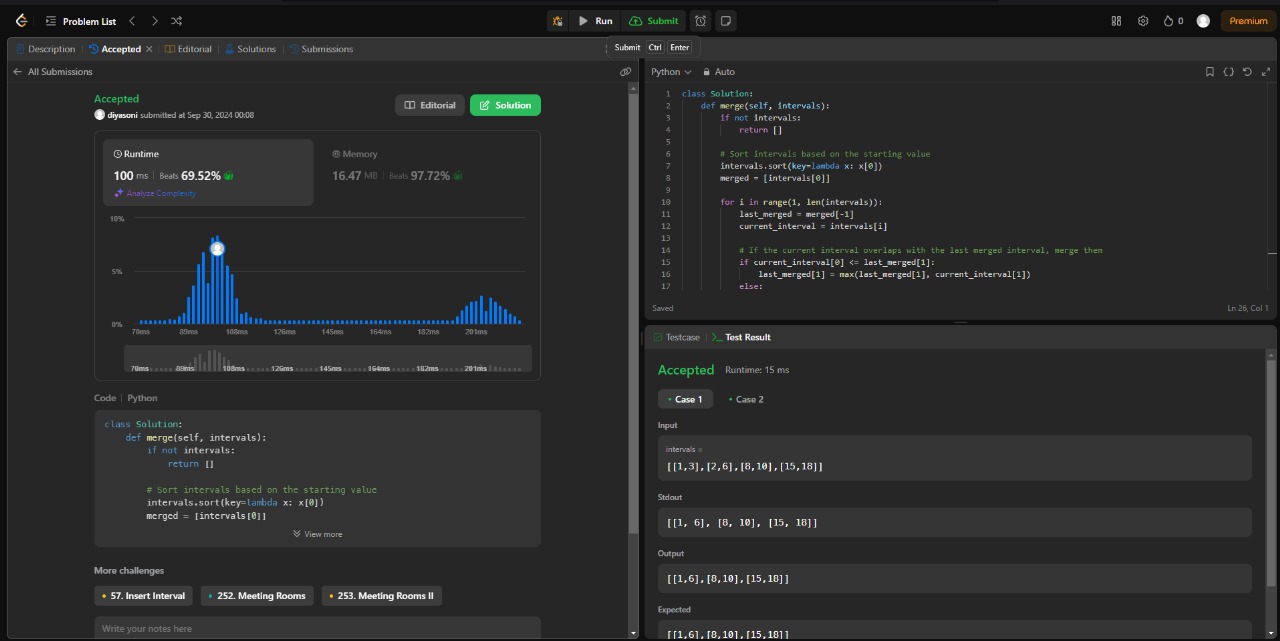 Problem List
Run
Submit
0
Premium
Description
Accepted
Editorial
Solutions
Submissions
Submit Ctrl Enter
All Submissions
Accepted
diyasoni submitted at Sep 30, 2024 00:08
Editorial
Solution
Runtime
100 ms | Beats 69.52%
Analyze Complexity
Memory
16.47 MB | Beats 97.72%
10%
5%
0%
70ms 89ms 108ms 126ms 145ms 164ms 182ms 201ms
70ms 89ms 108ms 126ms 145ms 164ms 182ms 201ms
Code | Python
class Solution:
    def merge(self, intervals):
        if not intervals:
            return []
        # Sort intervals based on the starting value
        intervals.sort(key=lambda x: x[0])
        merged = [intervals[0]]
View more
More challenges
57. Insert Interval
252. Meeting Rooms
253. Meeting Rooms II
Write your notes here
Python
Auto
1 class Solution:
2     def merge(self, intervals):
3         if not intervals:
4             return []
5
6         # Sort intervals based on the starting value
7         intervals.sort(key=lambda x: x[0])
8         merged = [intervals[0]]
9
10         for i in range(1, len(intervals)):
11             last_merged = merged[-1]
12             current_interval = intervals[i]
13
14             # If the current interval overlaps with the last merged interval, merge them
15             if current_interval[0] <= last_merged[1]:
16                 last_merged[1] = max(last_merged[1], current_interval[1])
17             else:
Saved
Ln 26, Col 1
Testcase
Test Result
Accepted Runtime: 15 ms
Case 1
Case 2
Input
intervals =
[[1,3],[2,6],[8,10],[15,18]]
Stdout
[[1, 6], [8, 10], [15, 18]]
Output
[[1,6],[8,10],[15,18]]
Expected
[[1,6],[8,10],[15,18]]